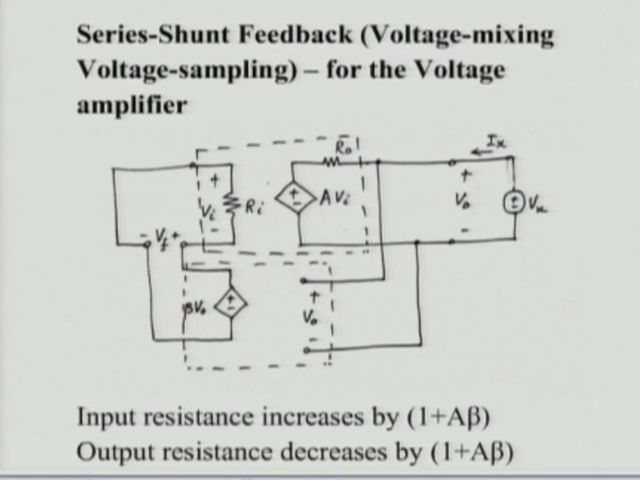 Series-Shunt Feedback (Voltage-mixing
Voltage-sampling) – for the Voltage
amplifier
Ro
Ix
+
Vi
-
Ri
+
-
AVi
+
Vo
-
Vx
- Vf +
βVo
+
-
+
Vo
-
Input resistance increases by (1+Aβ)
Output resistance decreases by (1+Aβ)